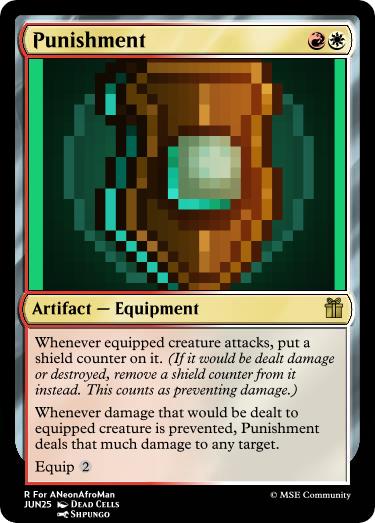 Punishment
Artifact — Equipment
Whenever equipped creature attacks, put a
shield counter on it. (If it would be dealt damage
or destroyed, remove a shield counter from it
instead. This counts as preventing damage.)
Whenever damage that would be dealt to
equipped creature is prevented, Punishment
deals that much damage to any target.
Equip 2
R For ANeonAfroMan
JUN25 Dead Cells
Shpungo
© MSE Community